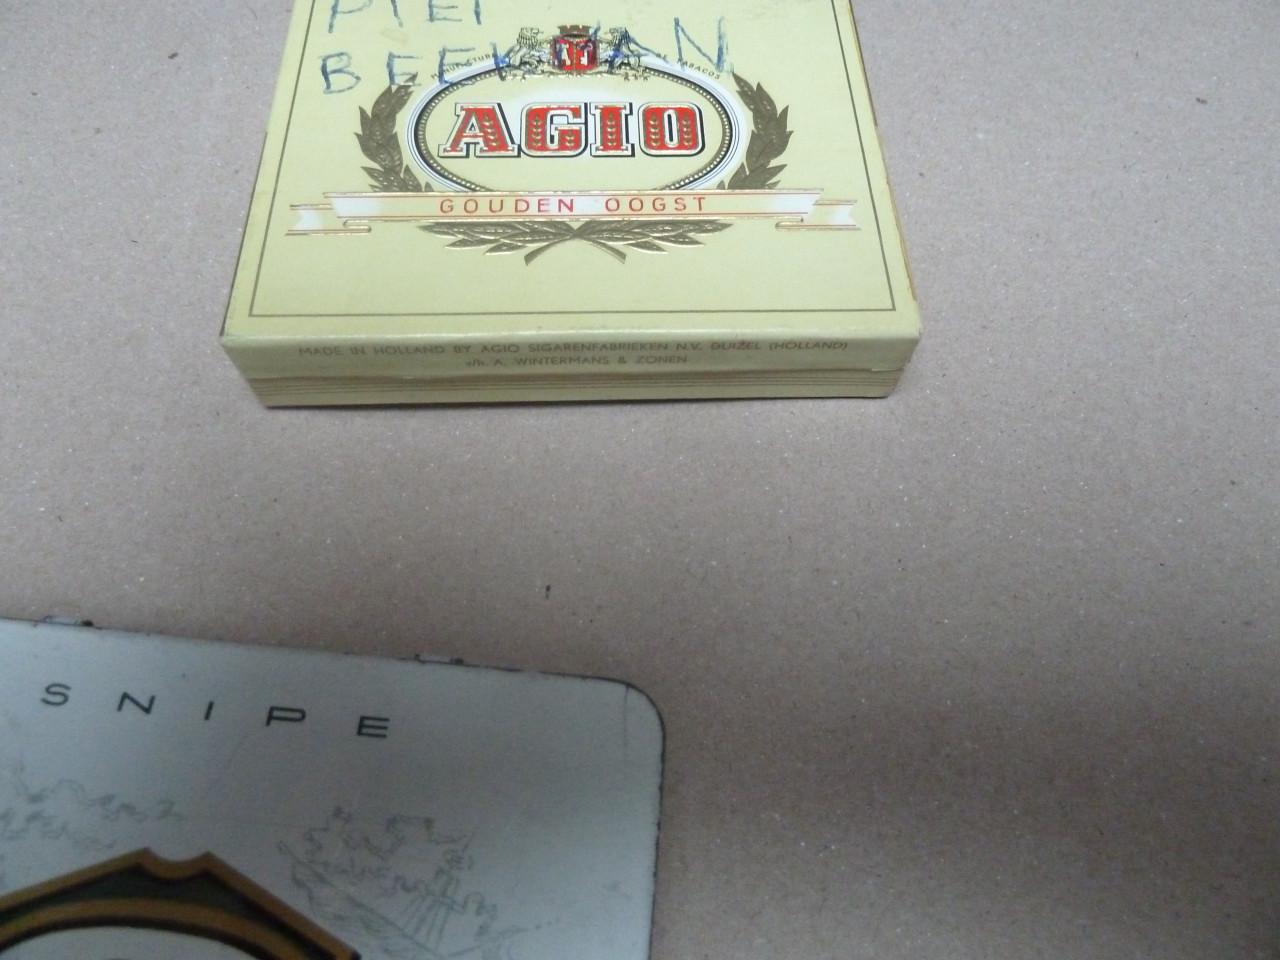 PIET
BEEKMAN
AGIO
GOUDEN OOGST
MADE IN HOLLAND BY AGIO SIGARENFABRIEKEN N.V. DUIZEL (HOLLAND)
v/h. A. WINTERMANS & ZONEN
SNIPE